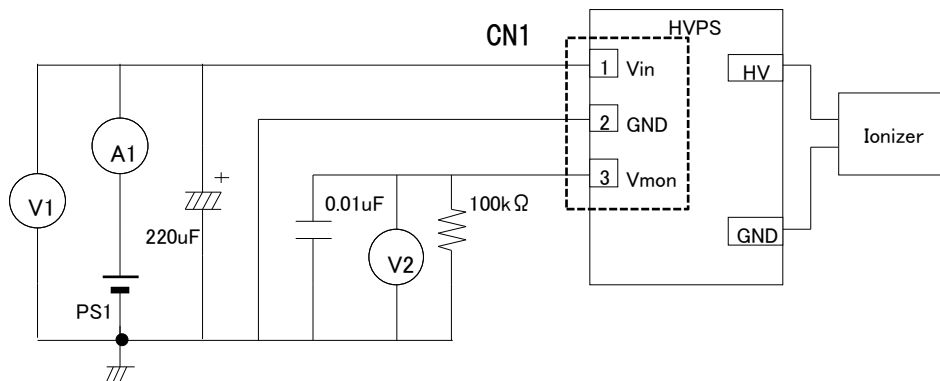 CN1
HVPS
1 Vin
HV
2 GND
Ionizer
A1
3 Vmon
+
0.01uF
100kΩ
V1
220uF
V2
GND
PS1